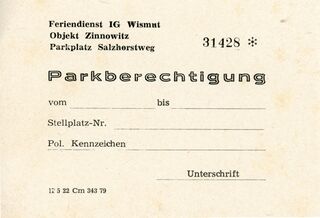 Feriendienst IG Wismut
Objekt Zinnowitz
Parkplatz Salzhorstweg
31428 *
Parkberechtigung
vom bis
Stellplatz-Nr.
Pol. Kennzeichen
Unterschrift
12 5 22 Cm 343 79